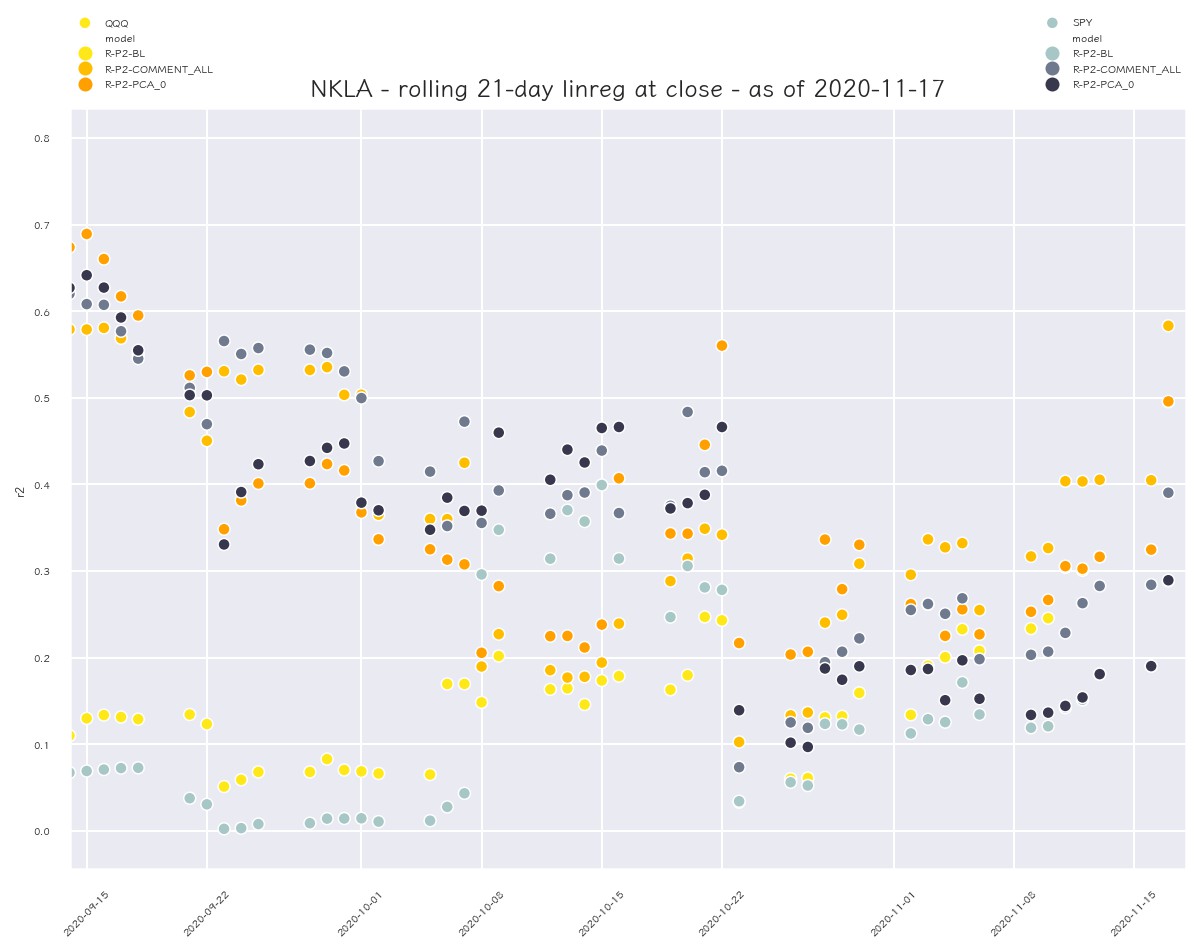 QQQ
model
R-P2-BL
R-P2-COMMENT_ALL
R-P2-PCA_0
SPY
model
R-P2-BL
R-P2-COMMENT_ALL
R-P2-PCA_0
NKLA - rolling 21-day linreg at close - as of 2020-11-17
0.8
0.7
0.6
0.5
0.4
0.3
0.2
0.1
0.0
r2
2020-09-15
2020-09-22
2020-10-01
2020-10-08
2020-10-15
2020-10-22
2020-11-01
2020-11-08
2020-11-15